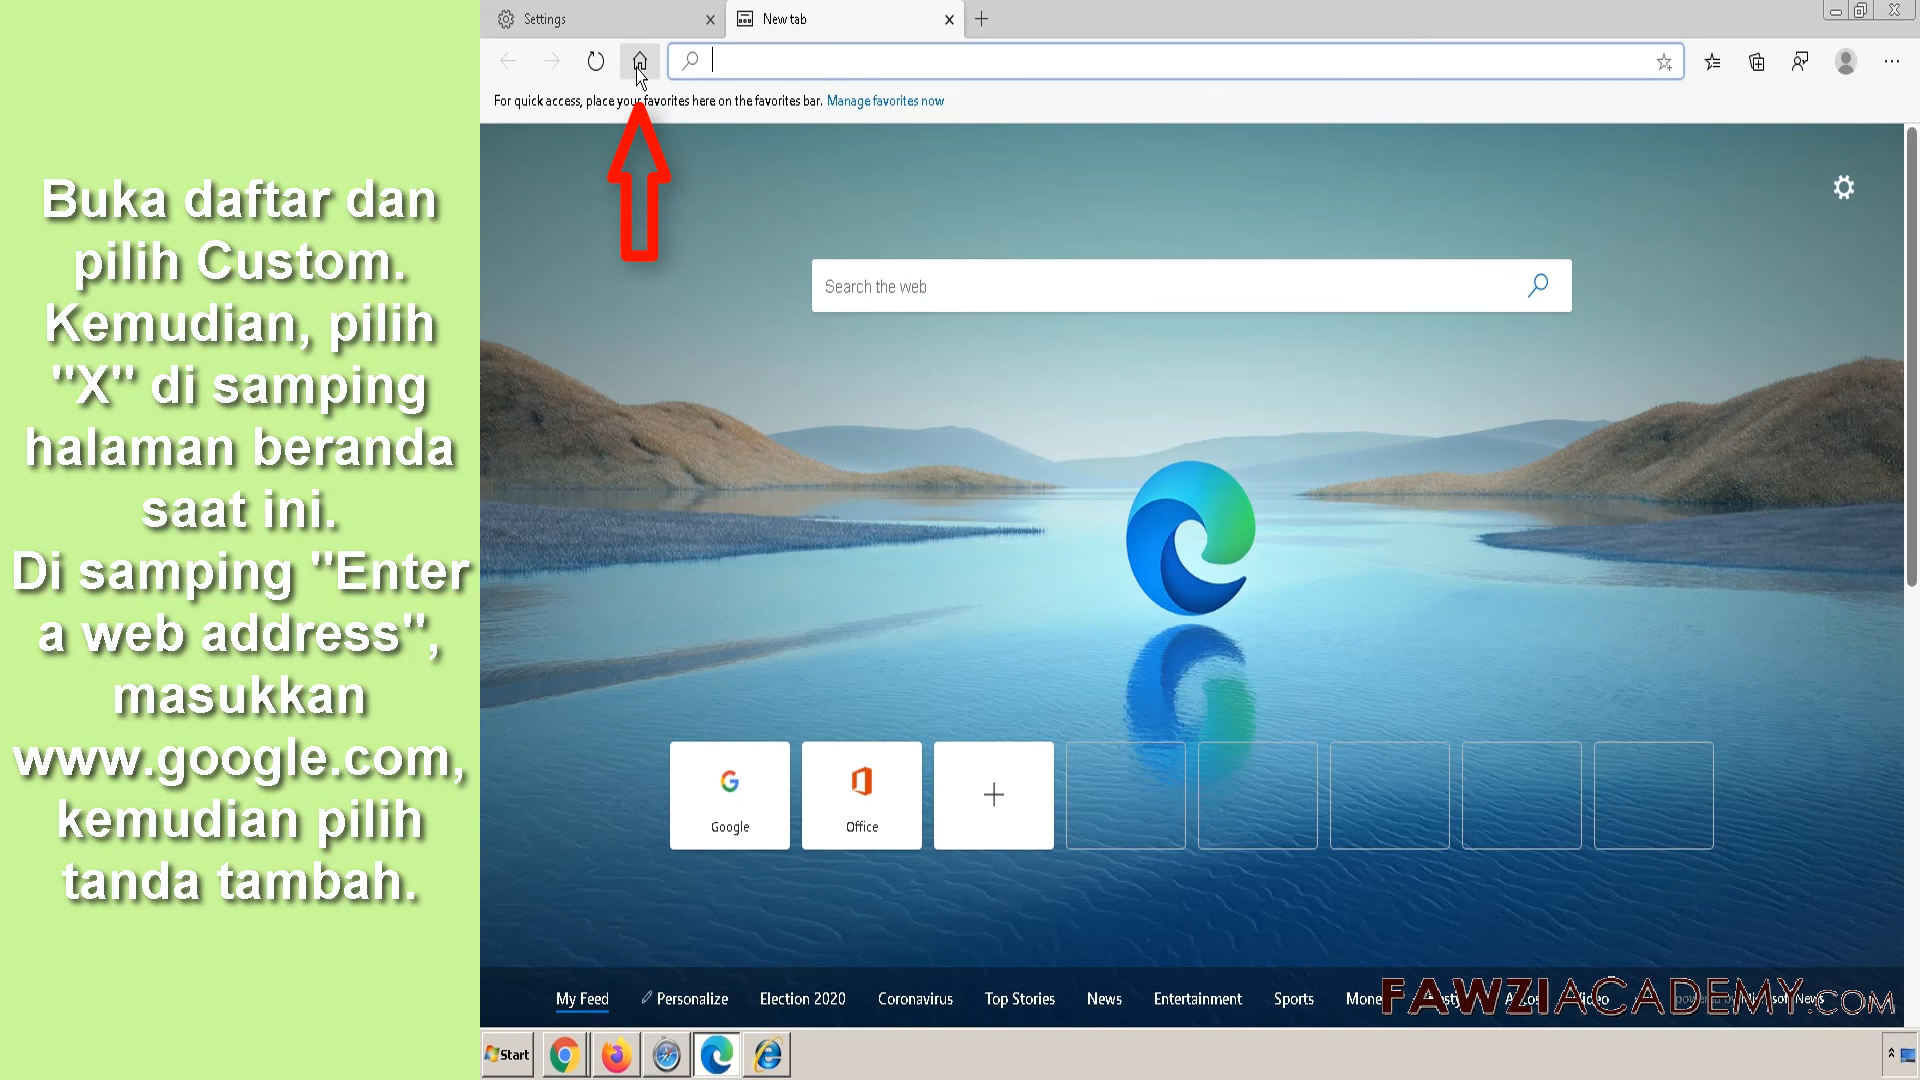 Buka daftar dan
pilih Custom.
Kemudian, pilih
"X" di samping
halaman beranda
saat ini.
Di samping "Enter
a web address",
masukkan
www.google.com,
kemudian pilih
tanda tambah.
Settings
New tab
For quick access, place your favorites here on the favorites bar. Manage favorites now
Search the web
Google
Office
My Feed Personalize Election 2020 Coronavirus Top Stories News Entertainment Sports
FAWZIACADEMY.COM
Start